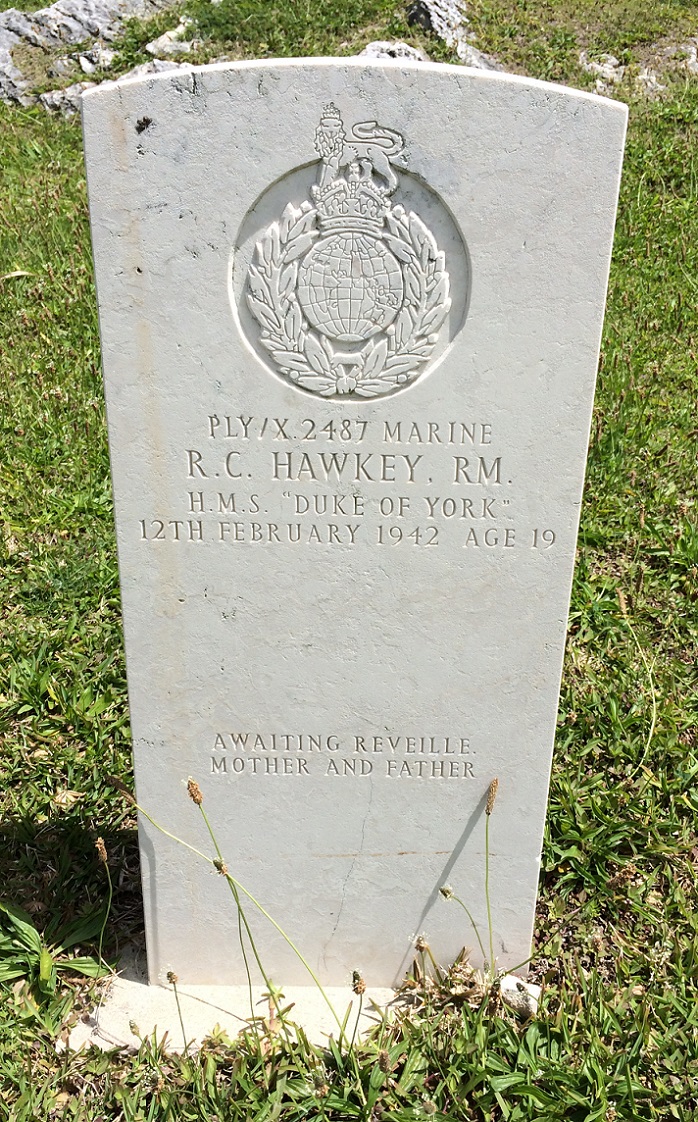 PLY/X.2487 MARINE
R.C. HAWKEY, RM.
H.M.S. "DUKE OF YORK"
12TH FEBRUARY 1942 AGE 19
AWAITING REVEILLE.
MOTHER AND FATHER